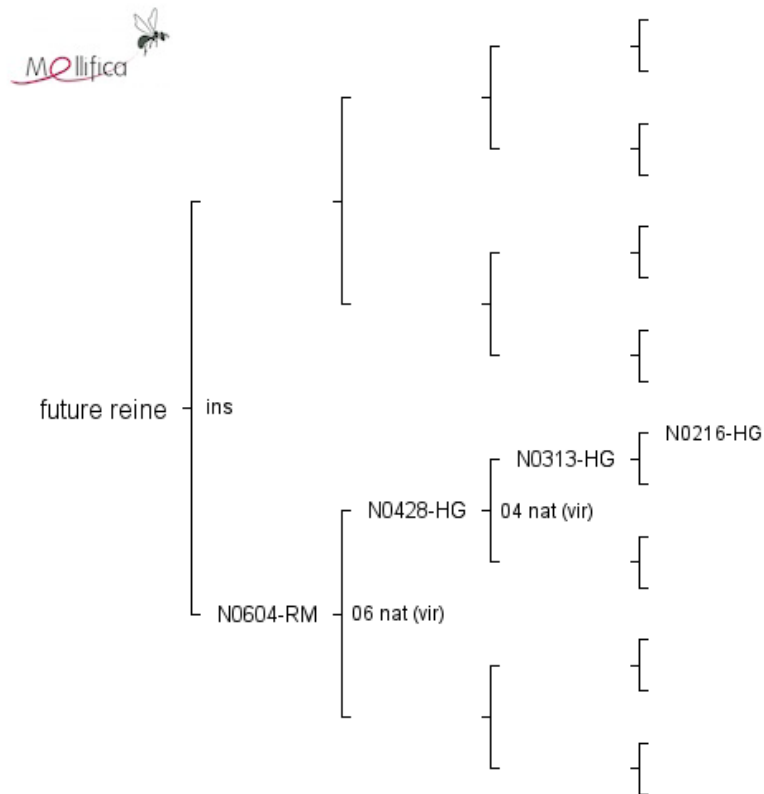 Mellifica
future reine
ins
N0216-HG
N0313-HG
N0428-HG
04 nat (vir)
N0604-RM
06 nat (vir)